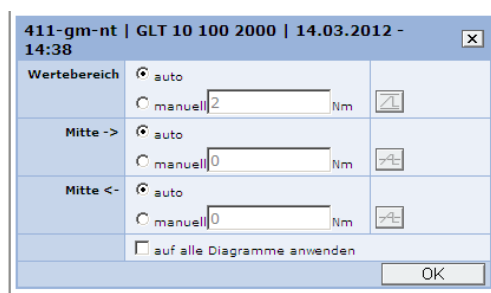 411-gm-nt | GLT 10 100 2000 | 14.03.2012 -
14:38
Wertebereich auto
manuell 2 Nm
Mitte -> auto
manuell 0 Nm
Mitte <- auto
manuell 0 Nm
auf alle Diagramme anwenden
OK